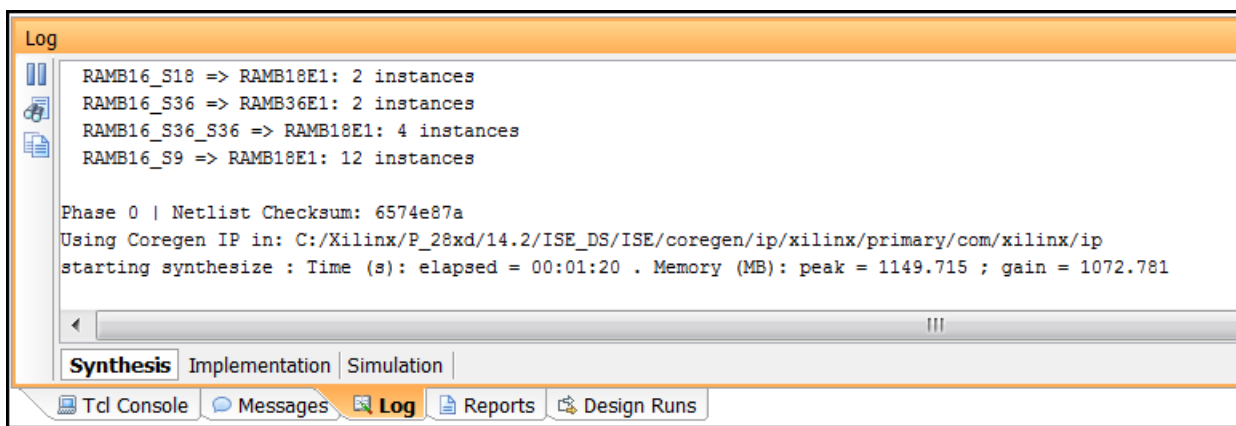 Log
RAMB16_S18 => RAMB18E1: 2 instances
RAMB16_S36 => RAMB36E1: 2 instances
RAMB16_S36_S36 => RAMB18E1: 4 instances
RAMB16_S9 => RAMB18E1: 12 instances
Phase 0 | Netlist Checksum: 6574e87a
Using Coregen IP in: C:/Xilinx/P_28xd/14.2/ISE_DS/ISE/coregen/ip/xilinx/primary/com/xilinx/ip
starting synthesize : Time (s): elapsed = 00:01:20 . Memory (MB): peak = 1149.715 ; gain = 1072.781
Synthesis Implementation Simulation
Tcl Console Messages Log Reports Design Runs